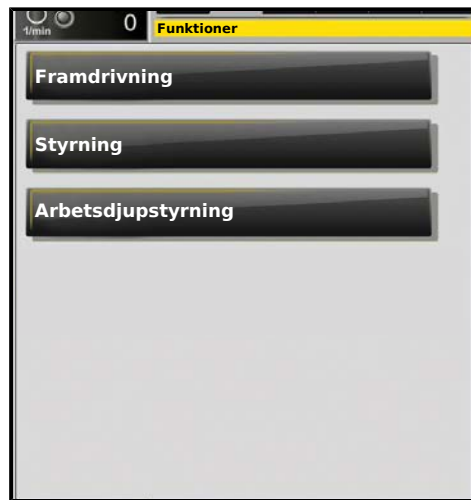 1/min
0
Funktioner
Framdrivning
Styrning
Arbetsdjupstyrning